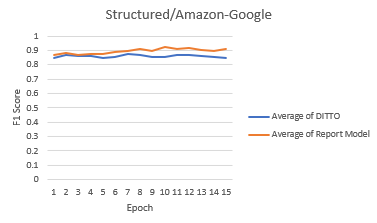 Structured/Amazon-Google
1
0.9
0.8
0.7
0.6
0.5
0.4
0.3
0.2
0.1
0
F1 Score
1 2 3 4 5 6 7 8 9 10 11 12 13 14 15
Epoch
Average of DITTO
Average of Report Model